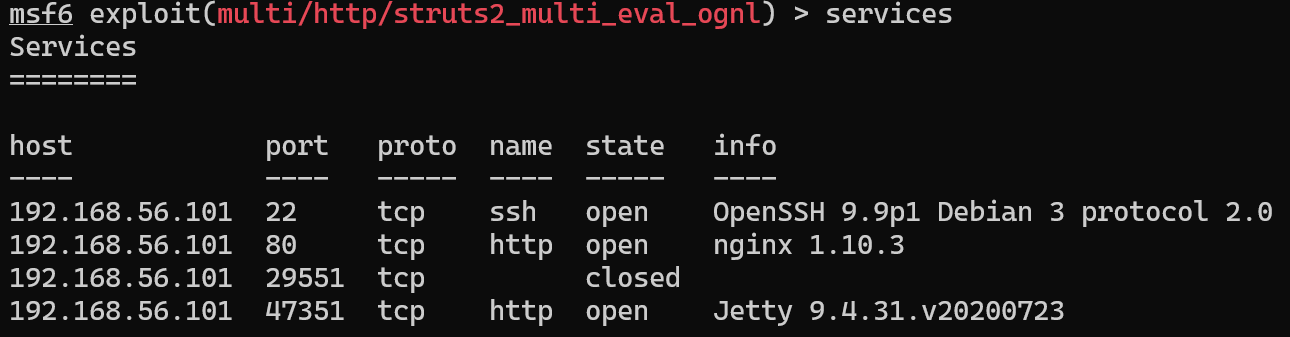 msf6 exploit(multi/http/struts2_multi_eval_ognl) > services
Services
========

host             port   proto  name  state   info
----             ----   -----  ----  -----   ----
192.168.56.101   22     tcp    ssh   open    OpenSSH 9.9p1 Debian 3 protocol 2.0
192.168.56.101   80     tcp    http  open    nginx 1.10.3
192.168.56.101   29551  tcp          closed
192.168.56.101   47351  tcp    http  open    Jetty 9.4.31.v20200723